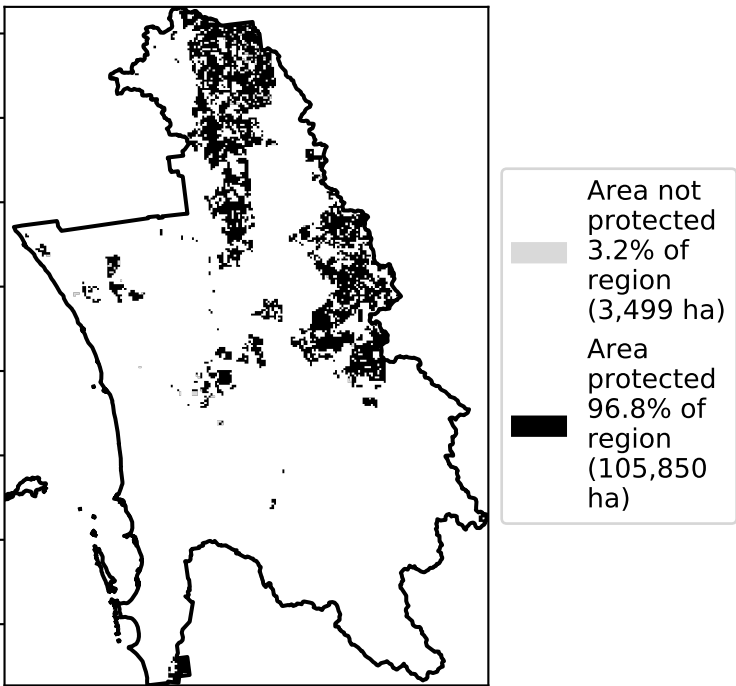 Area not
protected
3.2% of
region
(3,499 ha)
Area
protected
96.8% of
region
(105,850
ha)